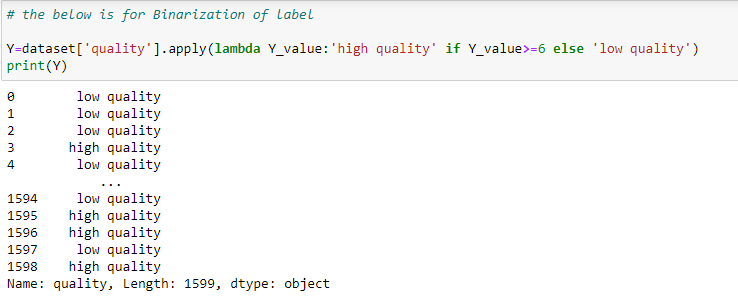 # the below is for Binarization of label
Y=dataset['quality'].apply(lambda Y_value:'high quality' if Y_value>=6 else 'low quality')
print(Y)
0 low quality
1 low quality
2 low quality
3 high quality
4 low quality
...
1594 low quality
1595 high quality
1596 high quality
1597 low quality
1598 high quality
Name: quality, Length: 1599, dtype: object